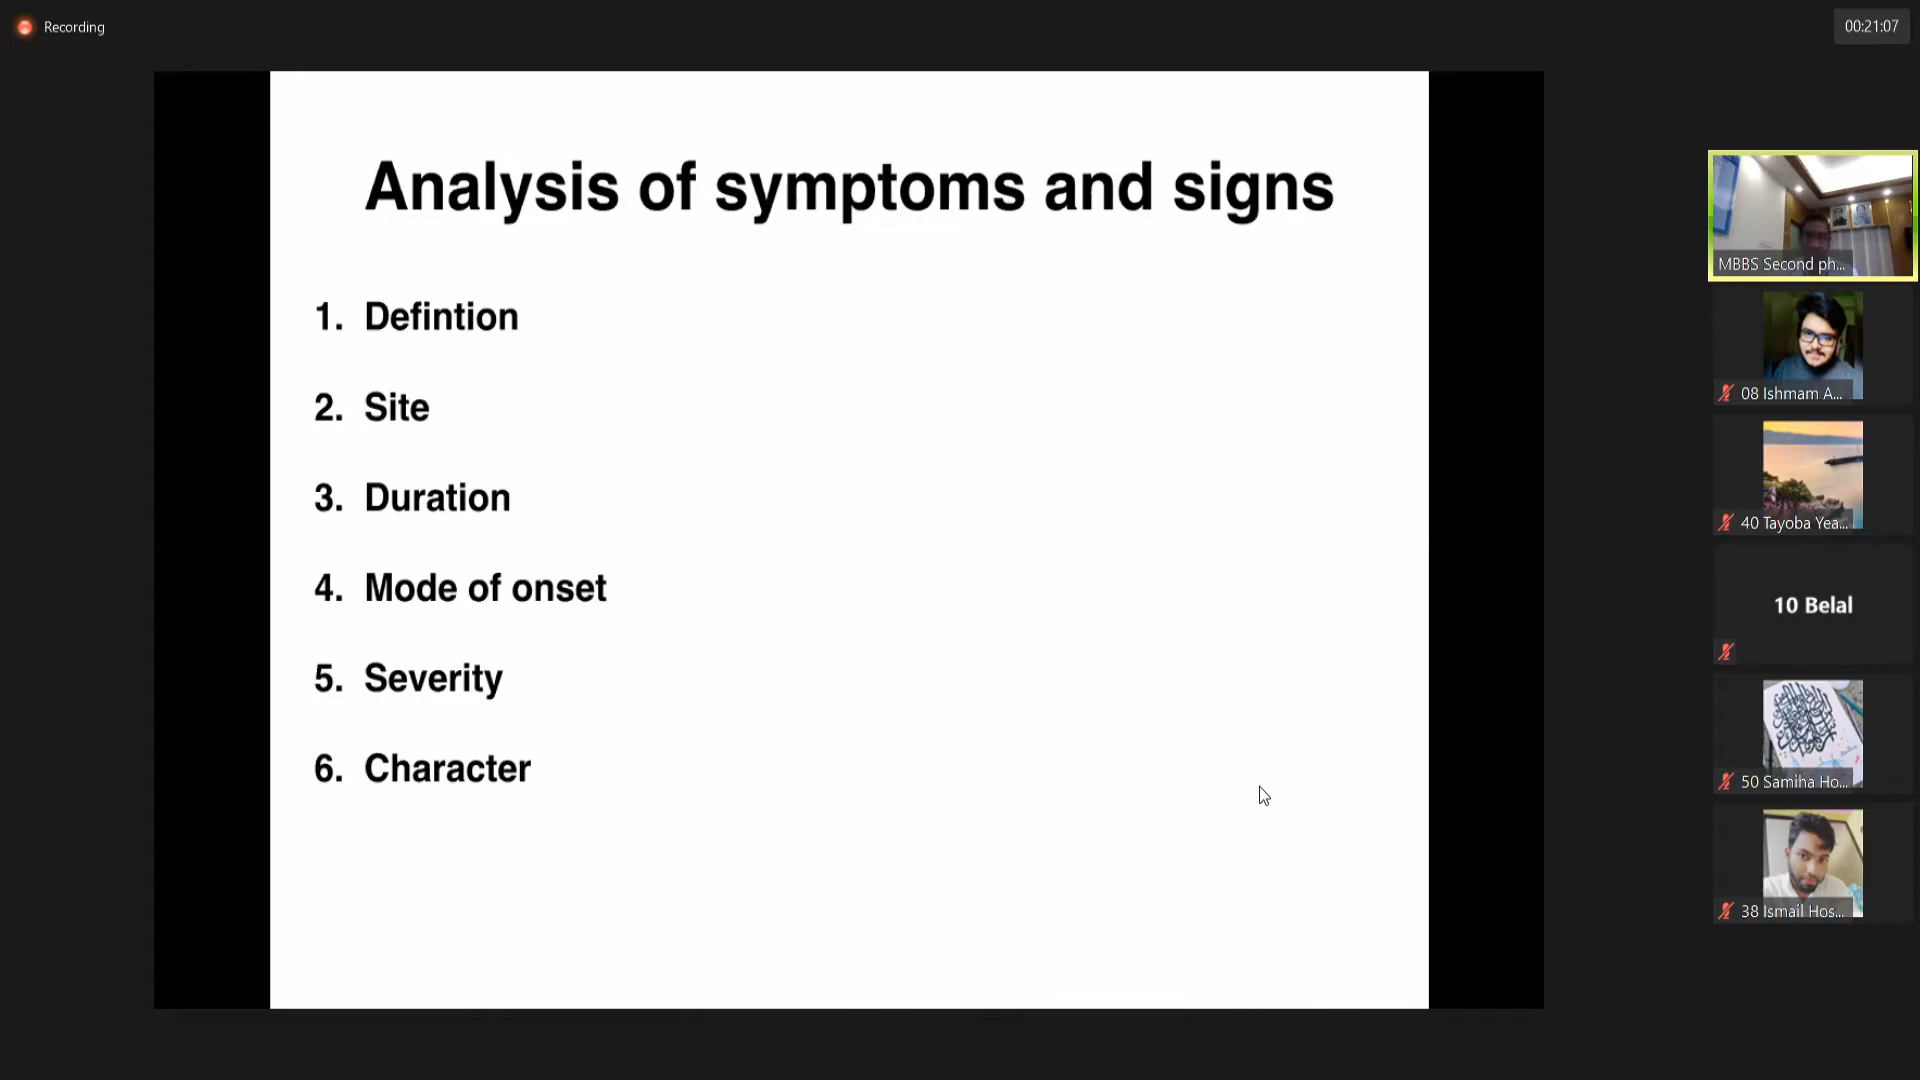 Recording
00:21:07
Analysis of symptoms and signs
1. Defintion
2. Site
3. Duration
4. Mode of onset
5. Severity
6. Character
MBBS Second ph...
08 Ishmam A...
40 Tayoba Yea...
10 Belal
50 Samiha Ho...
38 Ismail Hos...